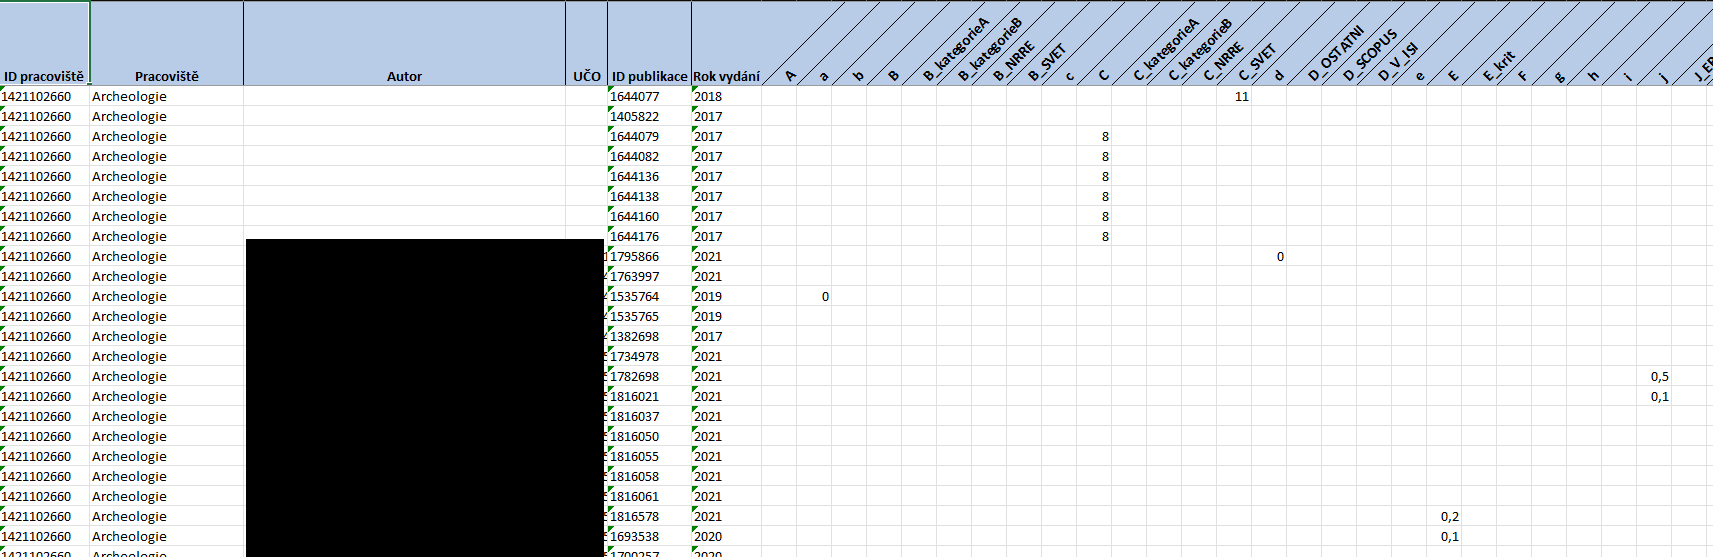 ID pracoviště Pracoviště Autor UČO ID publikace Rok vydání A a b B B_kategorieA B_kategorieB B_NRRE B_SVET c C C_kategorieA C_kategorieB C_NRRE C_SVET d D_OSTATNI D_SCOPUS D_V_ISI e E E_krit F g h i j
1421102660 Archeologie 1644077 2018 11
1421102660 Archeologie 1405822 2017
1421102660 Archeologie 1644079 2017 8
1421102660 Archeologie 1644082 2017 8
1421102660 Archeologie 1644136 2017 8
1421102660 Archeologie 1644138 2017 8
1421102660 Archeologie 1644160 2017 8
1421102660 Archeologie 1644176 2017 8
1421102660 Archeologie 1795866 2021 0
1421102660 Archeologie 1763997 2021
1421102660 Archeologie 1535764 2019 0
1421102660 Archeologie 1535765 2019
1421102660 Archeologie 1382698 2017
1421102660 Archeologie 1734978 2021
1421102660 Archeologie 1782698 2021 0,5
1421102660 Archeologie 1816021 2021 0,1
1421102660 Archeologie 1816037 2021
1421102660 Archeologie 1816050 2021
1421102660 Archeologie 1816055 2021
1421102660 Archeologie 1816058 2021
1421102660 Archeologie 1816061 2021
1421102660 Archeologie 1816578 2021 0,2
1421102660 Archeologie 1693538 2020 0,1
1421102660 Archeologie 1700257 2020